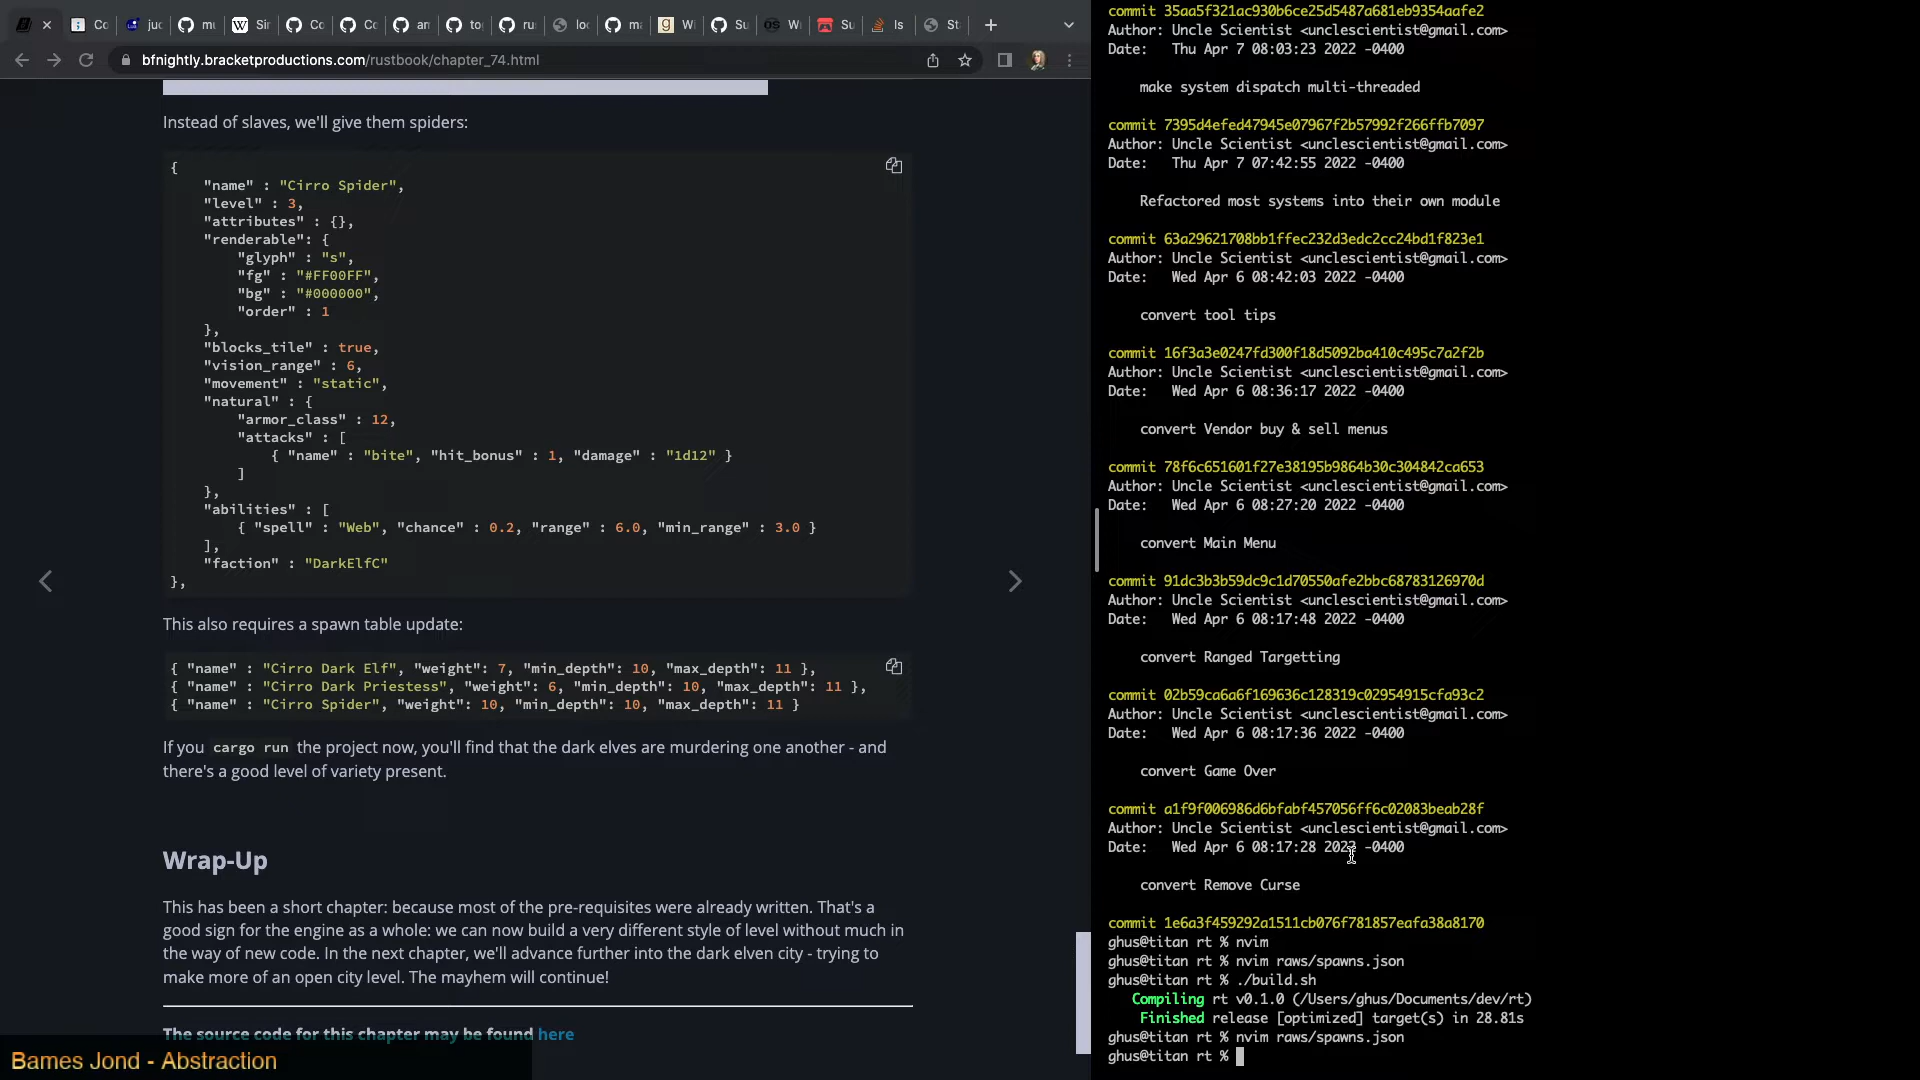 Co
juc
mu
Sir
Co
Co
an
to
ru
loc
ma
Wi
Su
Wi
Su
ls
St
bfnightly.bracketproductions.com/rustbook/chapter_74.html
Instead of slaves, we'll give them spiders:
{
"name" : "Cirro Spider",
"level" : 3,
"attributes" : {},
"renderable": {
"glyph" : "s",
"fg" : "#FF00FF",
"bg" : "#000000",
"order" : 1
},
"blocks_tile" : true,
"vision_range" : 6,
"movement" : "static",
"natural" : {
"armor_class" : 12,
"attacks" : [
{ "name" : "bite", "hit_bonus" : 1, "damage" : "1d12" }
]
},
"abilities" : [
{ "spell" : "Web", "chance" : 0.2, "range" : 6.0, "min_range" : 3.0 }
],
"faction" : "DarkElfC"
},
This also requires a spawn table update:
{ "name" : "Cirro Dark Elf", "weight": 7, "min_depth": 10, "max_depth": 11 },
{ "name" : "Cirro Dark Priestess", "weight": 6, "min_depth": 10, "max_depth": 11 },
{ "name" : "Cirro Spider", "weight": 10, "min_depth": 10, "max_depth": 11 }
If you cargo run the project now, you'll find that the dark elves are murdering one another - and
there's a good level of variety present.
Wrap-Up
This has been a short chapter: because most of the pre-requisites were already written. That's a
good sign for the engine as a whole: we can now build a very different style of level without much in
the way of new code. In the next chapter, we'll advance further into the dark elven city - trying to
make more of an open city level. The mayhem will continue!
The source code for this chapter may be found here
Bames Jond - Abstraction
commit 35aa5f321ac930b6ce25d5487a681eb9354aafe2
Author: Uncle Scientist <unclescientist@gmail.com>
Date: Thu Apr 7 08:03:23 2022 -0400
make system dispatch multi-threaded
commit 7395d4efed47945e07967f2b57992f266ffb7097
Author: Uncle Scientist <unclescientist@gmail.com>
Date: Thu Apr 7 07:42:55 2022 -0400
Refactored most systems into their own module
commit 63a29621708bb1ffec232d3edc2cc24bd1f823e1
Author: Uncle Scientist <unclescientist@gmail.com>
Date: Wed Apr 6 08:42:03 2022 -0400
convert tool tips
commit 16f3a3e0247fd300f18d5092ba410c495c7a2f2b
Author: Uncle Scientist <unclescientist@gmail.com>
Date: Wed Apr 6 08:36:17 2022 -0400
convert Vendor buy & sell menus
commit 78f6c651601f27e38195b9864b30c304842ca653
Author: Uncle Scientist <unclescientist@gmail.com>
Date: Wed Apr 6 08:27:20 2022 -0400
convert Main Menu
commit 91dc3b3b59dc9c1d70550afe2bbc68783126970d
Author: Uncle Scientist <unclescientist@gmail.com>
Date: Wed Apr 6 08:17:48 2022 -0400
convert Ranged Targetting
commit 02b59ca6a6f169636c128319c02954915cfa93c2
Author: Uncle Scientist <unclescientist@gmail.com>
Date: Wed Apr 6 08:17:36 2022 -0400
convert Game Over
commit a1f9f006986d6bfabf457056ff6c02083beab28f
Author: Uncle Scientist <unclescientist@gmail.com>
Date: Wed Apr 6 08:17:28 2022 -0400
convert Remove Curse
commit 1e6a3f459292a1511cb076f781857eafa38a8170
ghus@titan rt % nvim
ghus@titan rt % nvim raws/spawns.json
ghus@titan rt % ./build.sh
Compiling rt v0.1.0 (/Users/ghus/Documents/dev/rt)
Finished release [optimized] target(s) in 28.81s
ghus@titan rt % nvim raws/spawns.json
ghus@titan rt %